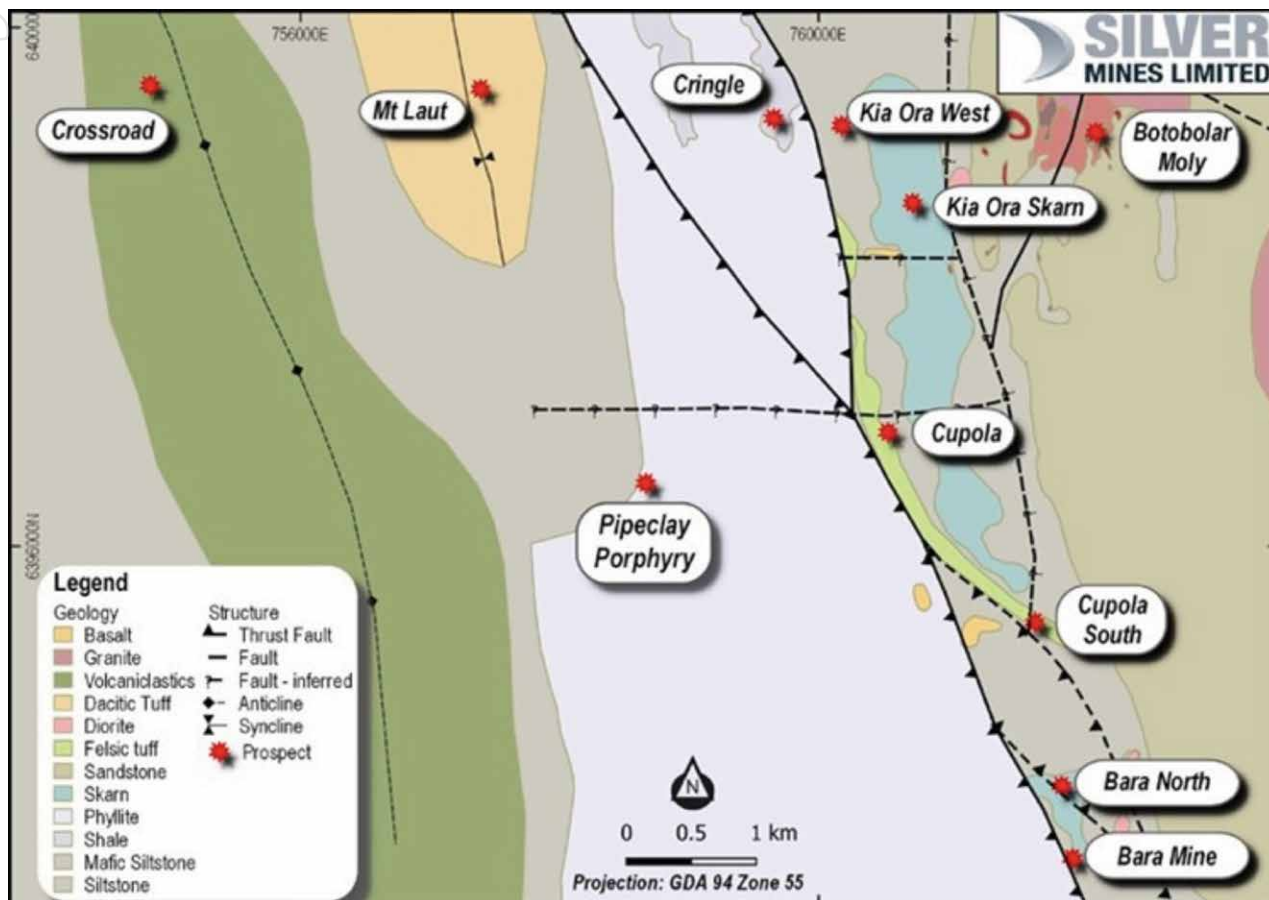 640000
756000E
760000E
SILVER
MINES LIMITED
Crossroad
Mt Laut
Cringle
Kia Ora West
Botobolar
Moly
Kia Ora Skarn
Cupola
Pipeclay
Porphyry
6396000N
Cupola
South
Bara North
Bara Mine
Legend
Geology
Basalt
Granite
Volcaniclastics
Dacitic Tuff
Diorite
Felsic tuff
Sandstone
Skarn
Phyllite
Shale
Mafic Siltstone
Siltstone
Structure
Thrust Fault
Fault
Fault - inferred
Anticline
Syncline
Prospect
N
0 0.5 1 km
Projection: GDA 94 Zone 55